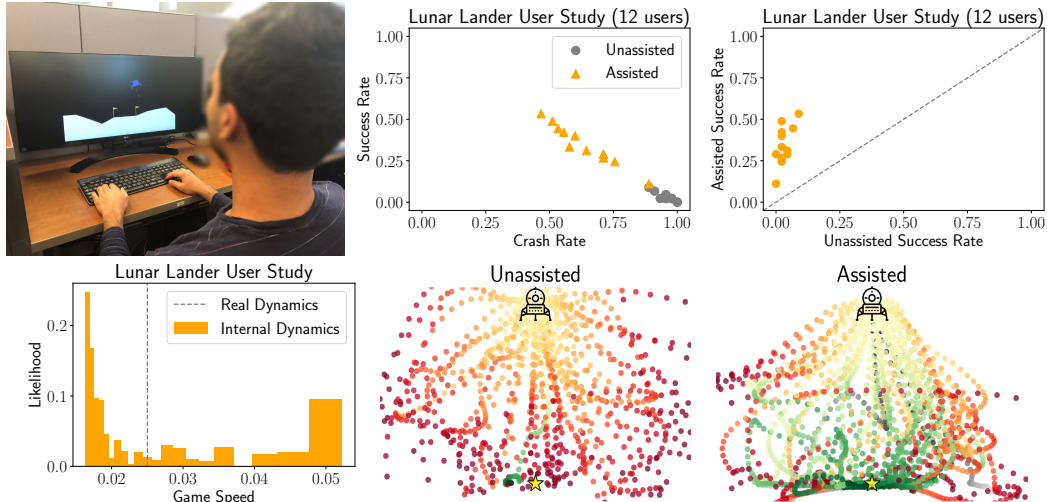 Lunar Lander User Study (12 users)
Success Rate
1.00
0.75
0.50
0.25
0.00
Unassisted
Assisted
0.00 0.25 0.50 0.75 1.00
Crash Rate
Lunar Lander User Study (12 users)
Assisted Success Rate
1.00
0.75
0.50
0.25
0.00
0.00 0.25 0.50 0.75 1.00
Unassisted Success Rate
Lunar Lander User Study
Likelihood
0.2
0.1
0.0
Real Dynamics
Internal Dynamics
0.02 0.03 0.04 0.05
Game Speed
Unassisted
Assisted